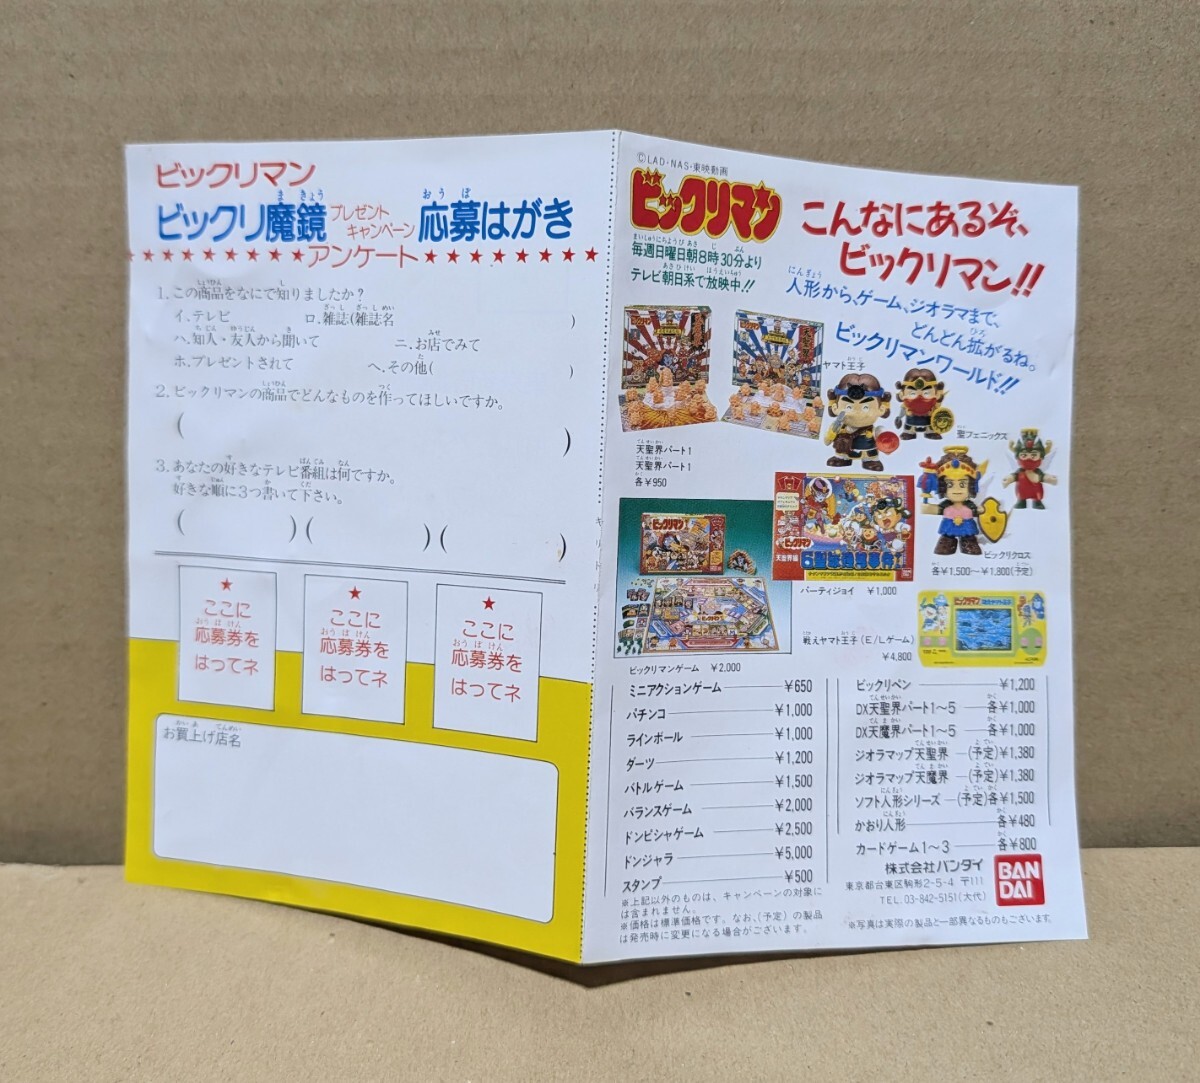 ビックリマン
ビックリ魔鏡プレゼントキャンペーン応募はがき
★★★★★★★★アンケート★★★★★★★★
1.この商品をなにで知りましたか?
イ.テレビ ロ.雑誌(雑誌名 )
ハ.知人・友人から聞いて ニ.お店でみて
ホ.プレゼントされて ヘ.その他( )
2.ビックリマンの商品でどんなものを作ってほしいですか。
( )
3.あなたの好きなテレビ番組は何ですか。
好きな順に3つ書いて下さい。
( ) ( ) ( )
★
ここに
応募券を
はってネ
★
ここに
応募券を
はってネ
★
ここに
応募券を
はってネ
お買上げ店名
キリトリ
©LAD・NAS・東映動画
ビックリマン
毎週日曜日朝8時30分より
テレビ朝日系で放映中!!
こんなにあるぞ、
ビックリマン!!
人形から、ゲーム、ジオラマまで、
どんどん拡がるね。
ビックリマンワールド!!
天聖界パート1
天聖界パート1
各¥950
ヤマト王子
聖フェニックス
ビックリクロス
各¥1,500〜¥1,800(予定)
パーティジョイ ¥1,000
戦えヤマト王子(E/Lゲーム)
¥4,800
ビックリマンゲーム ¥2,000
ミニアクションゲーム ¥650
パチンコ ¥1,000
ラインボール ¥1,000
ダーツ ¥1,200
バトルゲーム ¥1,500
バランスゲーム ¥2,000
ドンピシャゲーム ¥2,500
ドンジャラ ¥5,000
スタンプ ¥500
※上記以外のものは、キャンペーンの対象に
は含まれません。
※価格は標準価格です。なお、(予定)の製品
は発売時に変更になる場合がございます。
ビックリペン ¥1,200
DX天聖界パート1〜5 各¥1,000
DX天魔界パート1〜5 各¥1,000
ジオラマップ天聖界 (予定)¥1,380
ジオラマップ天魔界 (予定)¥1,380
ソフト人形シリーズ (予定)各¥1,500
かおり人形 各¥480
カードゲーム1〜3 各¥800
株式会社バンダイ
東京都台東区駒形2-5-4 〒111
TEL.03-842-5151(大代)
BAN
DAI
※写真は実際の製品と一部異なるものもございます。